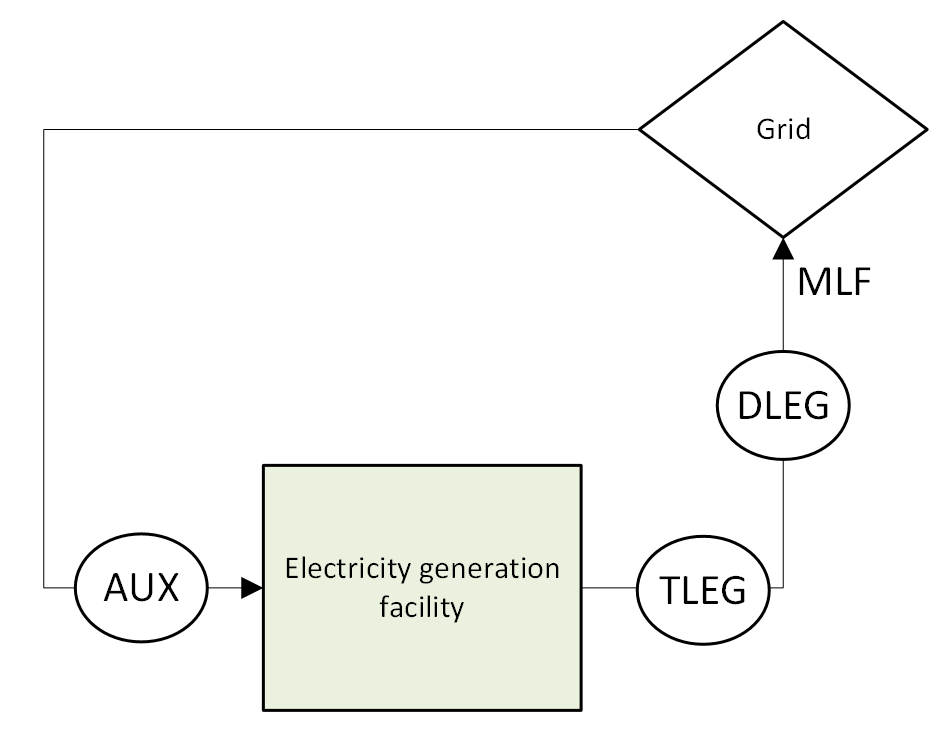 Grid
MLF
DLEG
Electricity generation
facility
AUX
TLEG